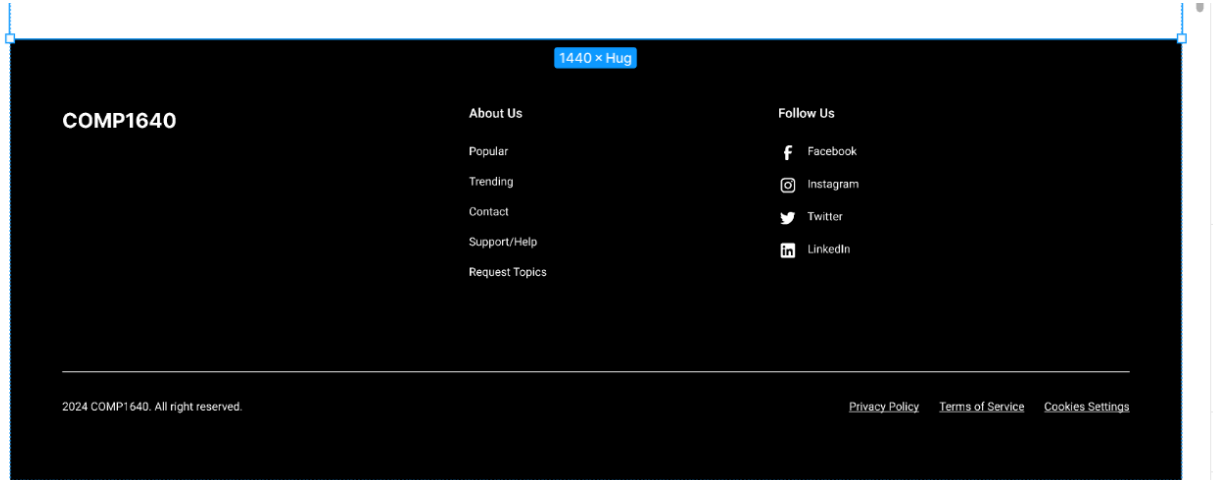 1440 × Hug
COMP1640
About Us
Popular
Trending
Contact
Support/Help
Request Topics
Follow Us
Facebook
Instagram
Twitter
LinkedIn
2024 COMP1640. All right reserved.
Privacy Policy
Terms of Service
Cookies Settings